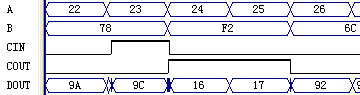 A 22 23 24 25 26
B 78 F2 6C
CIN
COUT
DOUT 9A 9C 16 17 92